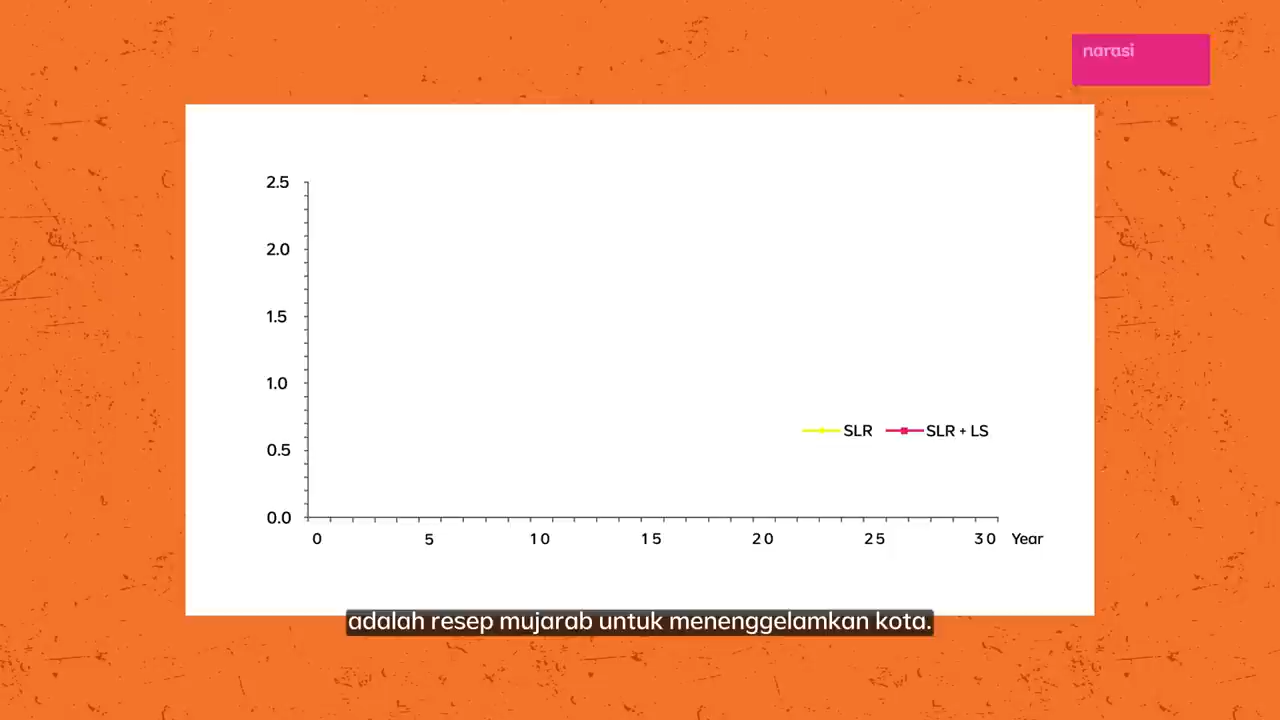 narasi
2.5
2.0
1.5
1.0
SLR SLR + LS
0.5
0.0
0 5 10 15 20 25 30 Year
adalah resep mujarab untuk menenggelamkan kota.